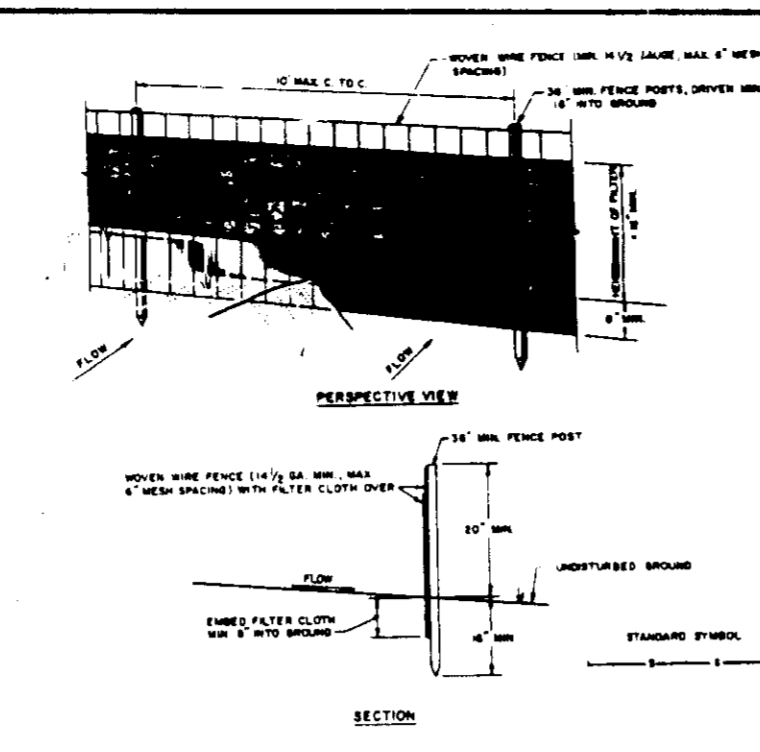 WOVEN WIRE FENCE (MIN. 14 1/2 GAUGE, MAX. 6" MESH
SPACING)
10' MAX. C. TO C.
36" MIN. FENCE POSTS, DRIVEN MIN.
16" INTO GROUND
HEIGHT OF FILTER
= 16" MIN.
8" MIN.
FLOW
FLOW
PERSPECTIVE VIEW
36" MIN. FENCE POST
WOVEN WIRE FENCE (14 1/2 GA. MIN., MAX
6" MESH SPACING) WITH FILTER CLOTH OVER
20" MIN.
FLOW
UNDISTURBED GROUND
EMBED FILTER CLOTH
MIN 8" INTO GROUND
16" MIN
STANDARD SYMBOL
SECTION